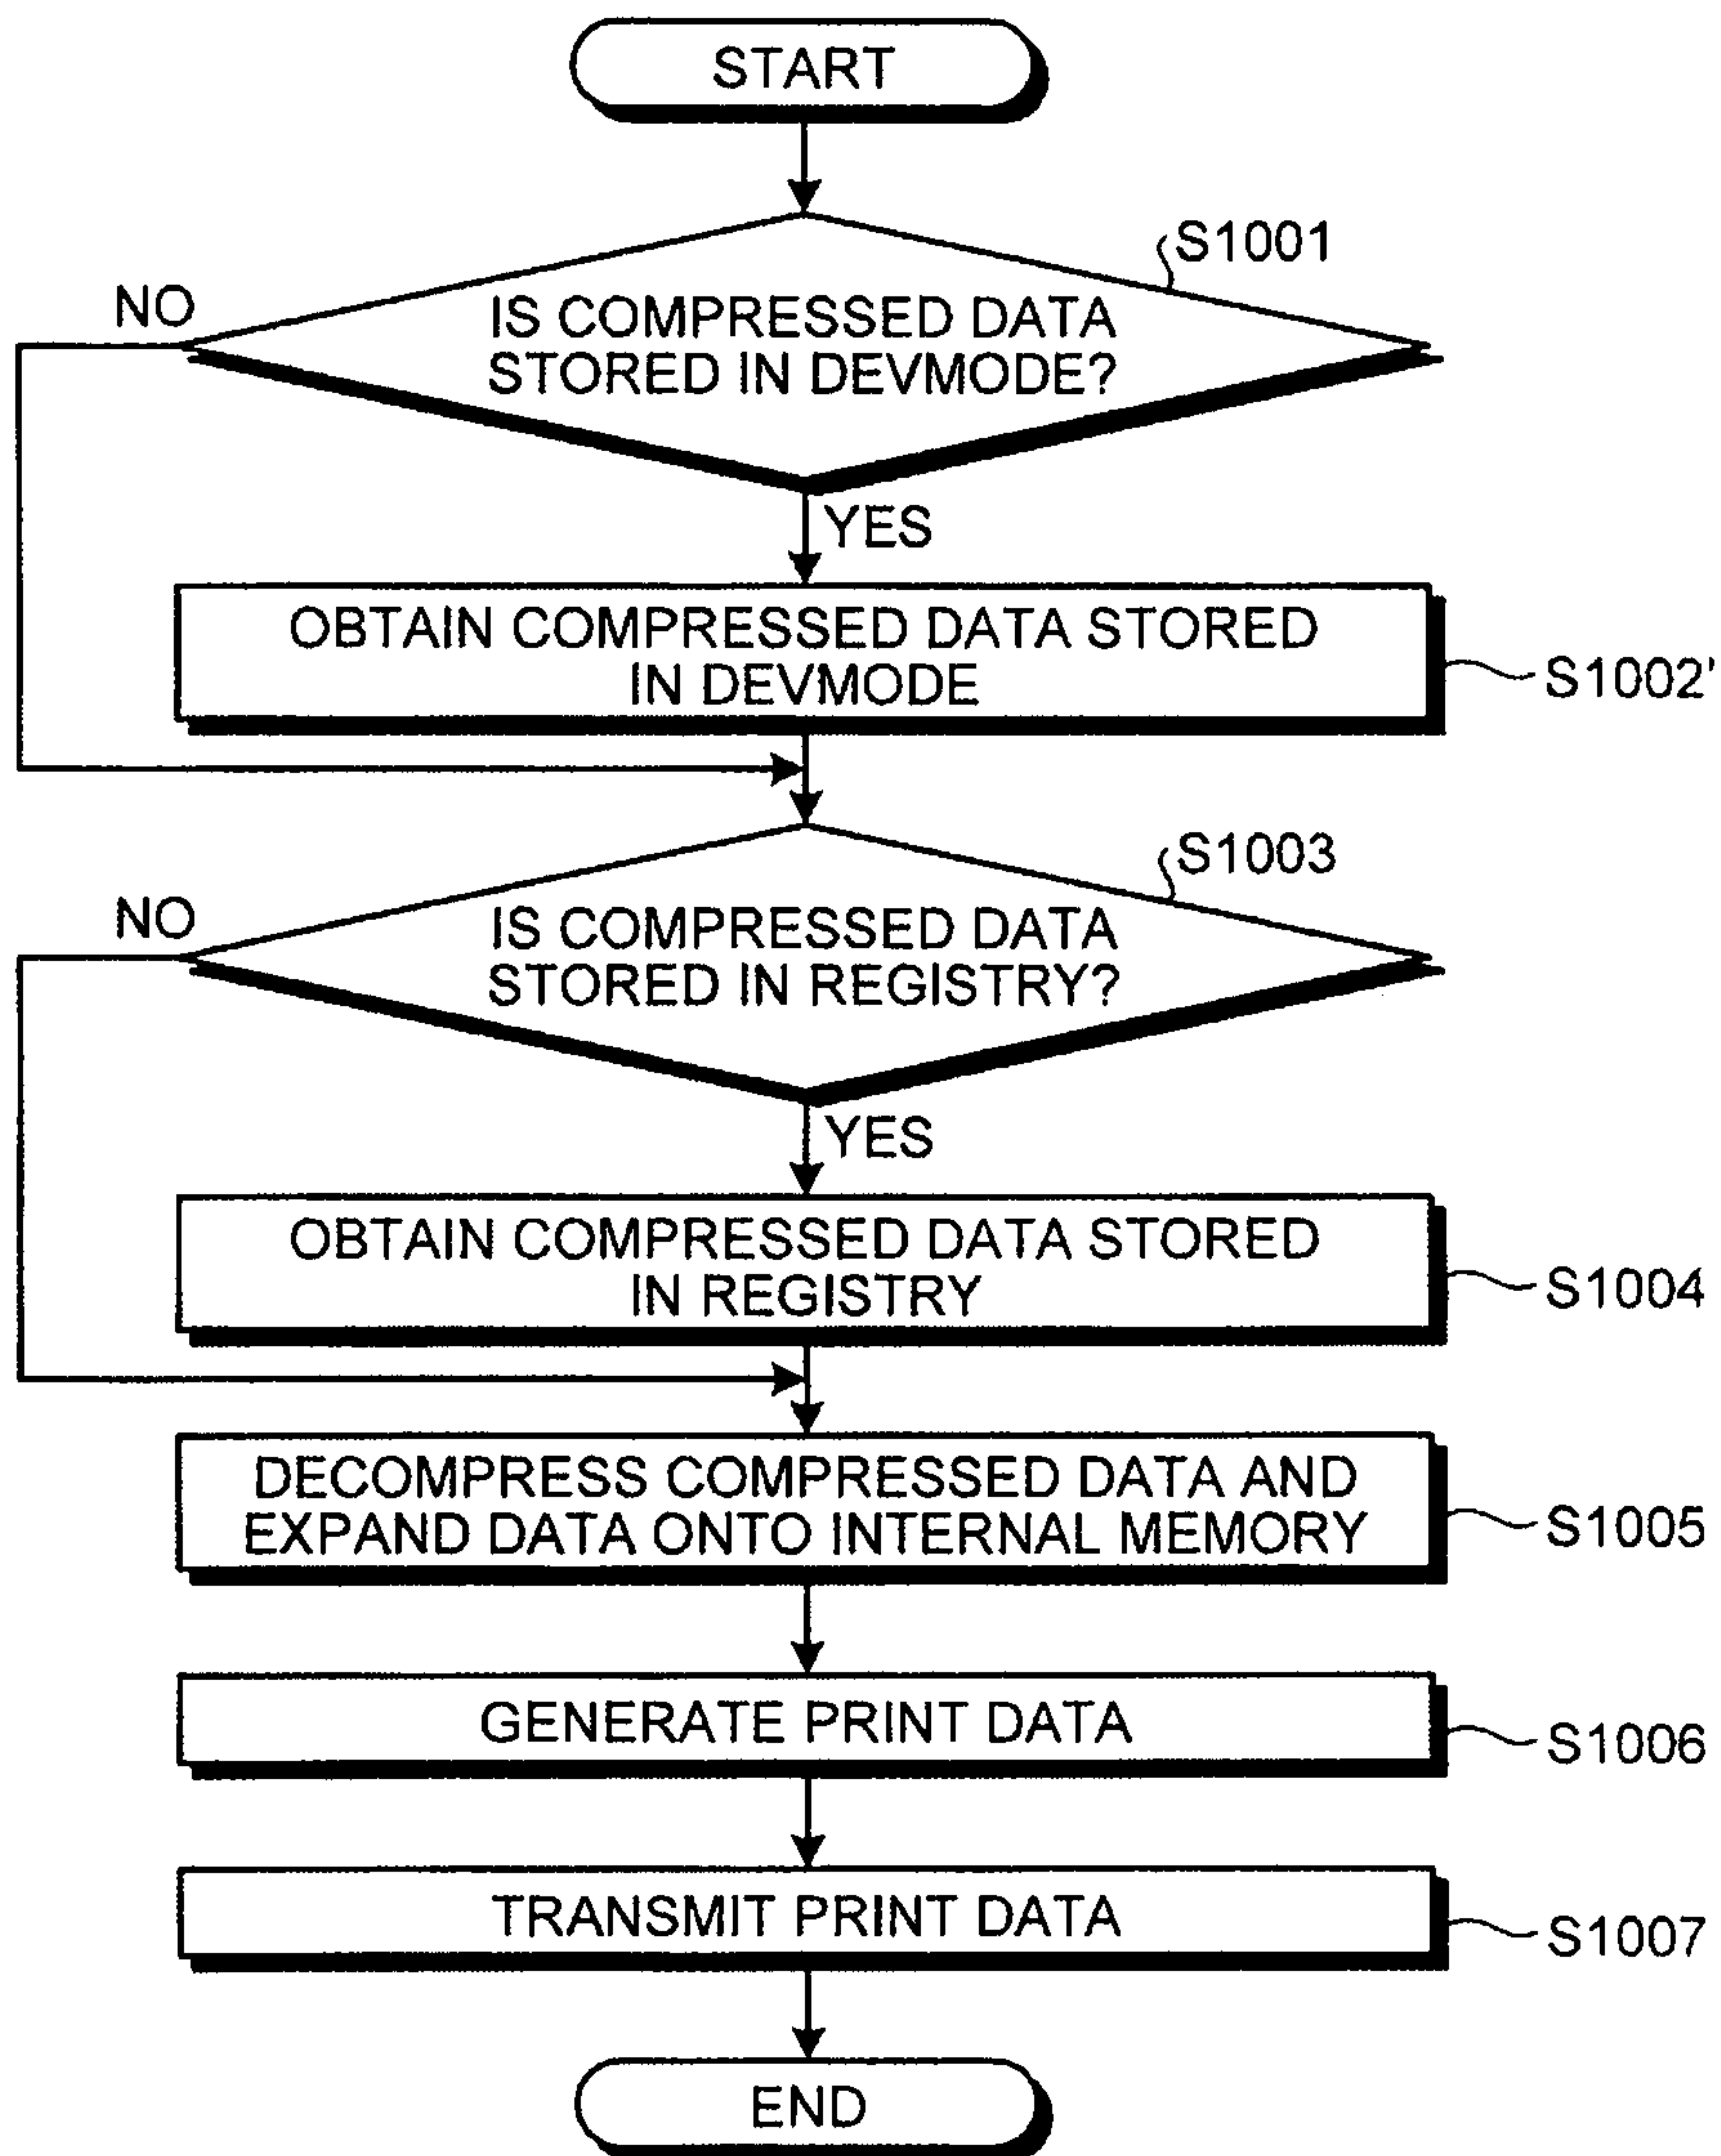 START
S1001
NO
IS COMPRESSED DATA
STORED IN DEVMODE?
YES
OBTAIN COMPRESSED DATA STORED
IN DEVMODE
S1002'
S1003
NO
IS COMPRESSED DATA
STORED IN REGISTRY?
YES
OBTAIN COMPRESSED DATA STORED
IN REGISTRY
S1004
DECOMPRESS COMPRESSED DATA AND
EXPAND DATA ONTO INTERNAL MEMORY
S1005
GENERATE PRINT DATA
S1006
TRANSMIT PRINT DATA
S1007
END